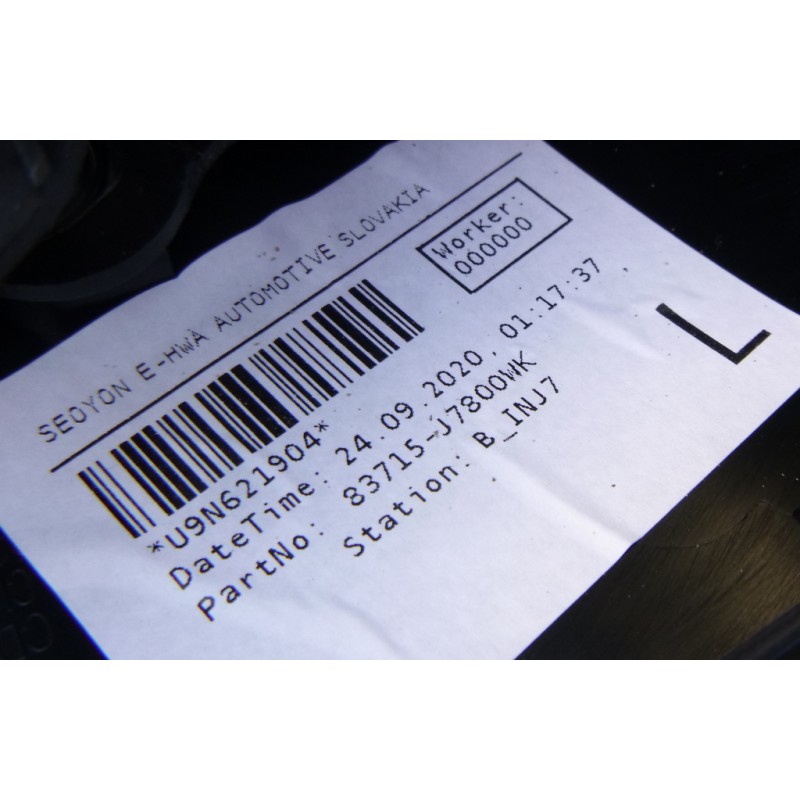 SEOYON E-HWA AUTOMOTIVE SLOVAKIA
Worker:
000000
*U9N621904*
DateTime: 24.09.2020, 01:17:37
PartNo: 83715-J7800WK
Station: B_INJ7
L